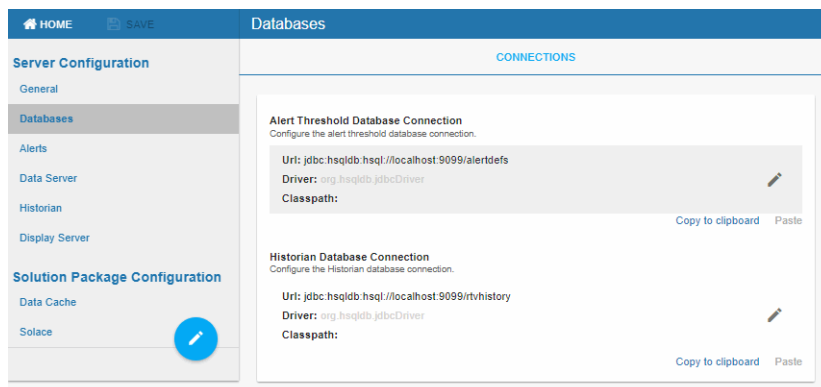 HOME
SAVE
Databases
Server Configuration
General
Databases
Alerts
Data Server
Historian
Display Server
Solution Package Configuration
Data Cache
Solace
CONNECTIONS
Alert Threshold Database Connection
Configure the alert threshold database connection.
Url: jdbc:hsqldb:hsql://localhost:9099/alertdefs
Driver: org.hsqldb.jdbcDriver
Classpath:
Copy to clipboard Paste
Historian Database Connection
Configure the Historian database connection.
Url: jdbc:hsqldb:hsql://localhost:9099/rtvhistory
Driver: org.hsqldb.jdbcDriver
Classpath:
Copy to clipboard Paste